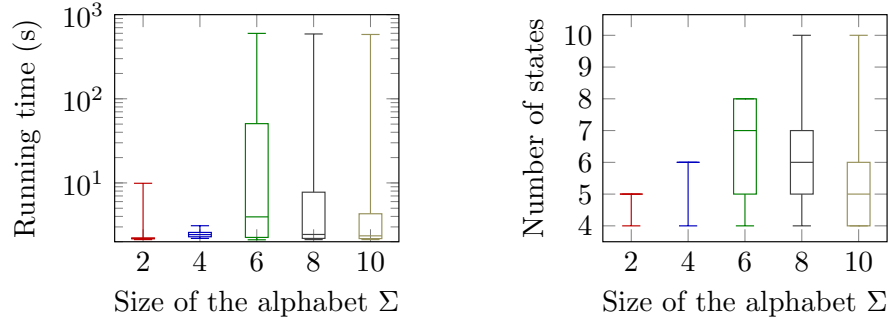 Running time (s)
10³
10²
10¹
2 4 6 8 10
Size of the alphabet Σ
Number of states
10
9
8
7
6
5
4
2 4 6 8 10
Size of the alphabet Σ